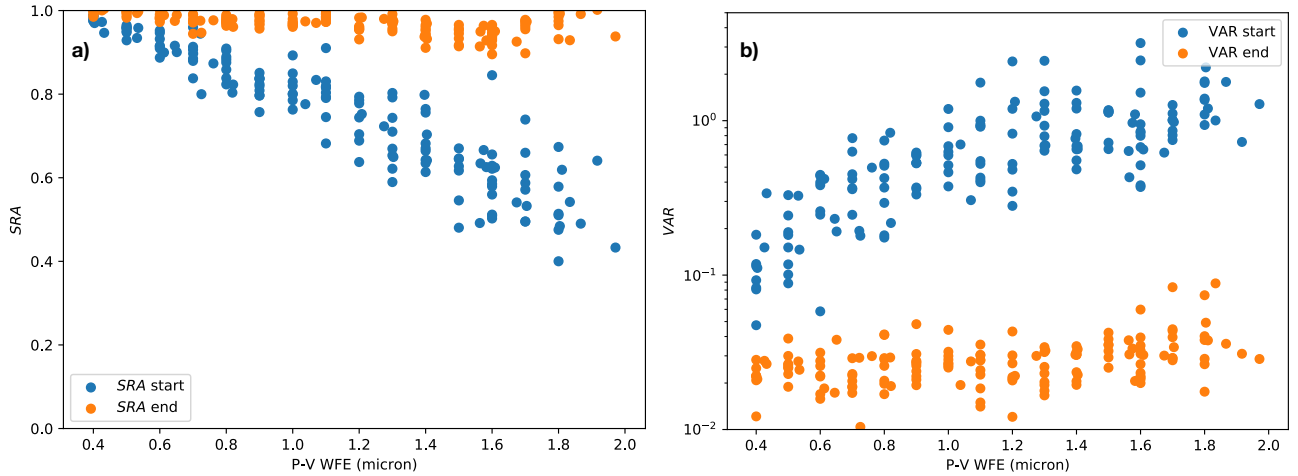 a)
SRA
1.0
0.8
0.6
0.4
0.2
0.0
SRA start
SRA end
0.4 0.6 0.8 1.0 1.2 1.4 1.6 1.8 2.0
P-V WFE (micron)
b)
VAR
10⁰
10⁻¹
10⁻²
VAR start
VAR end
0.4 0.6 0.8 1.0 1.2 1.4 1.6 1.8 2.0
P-V WFE (micron)